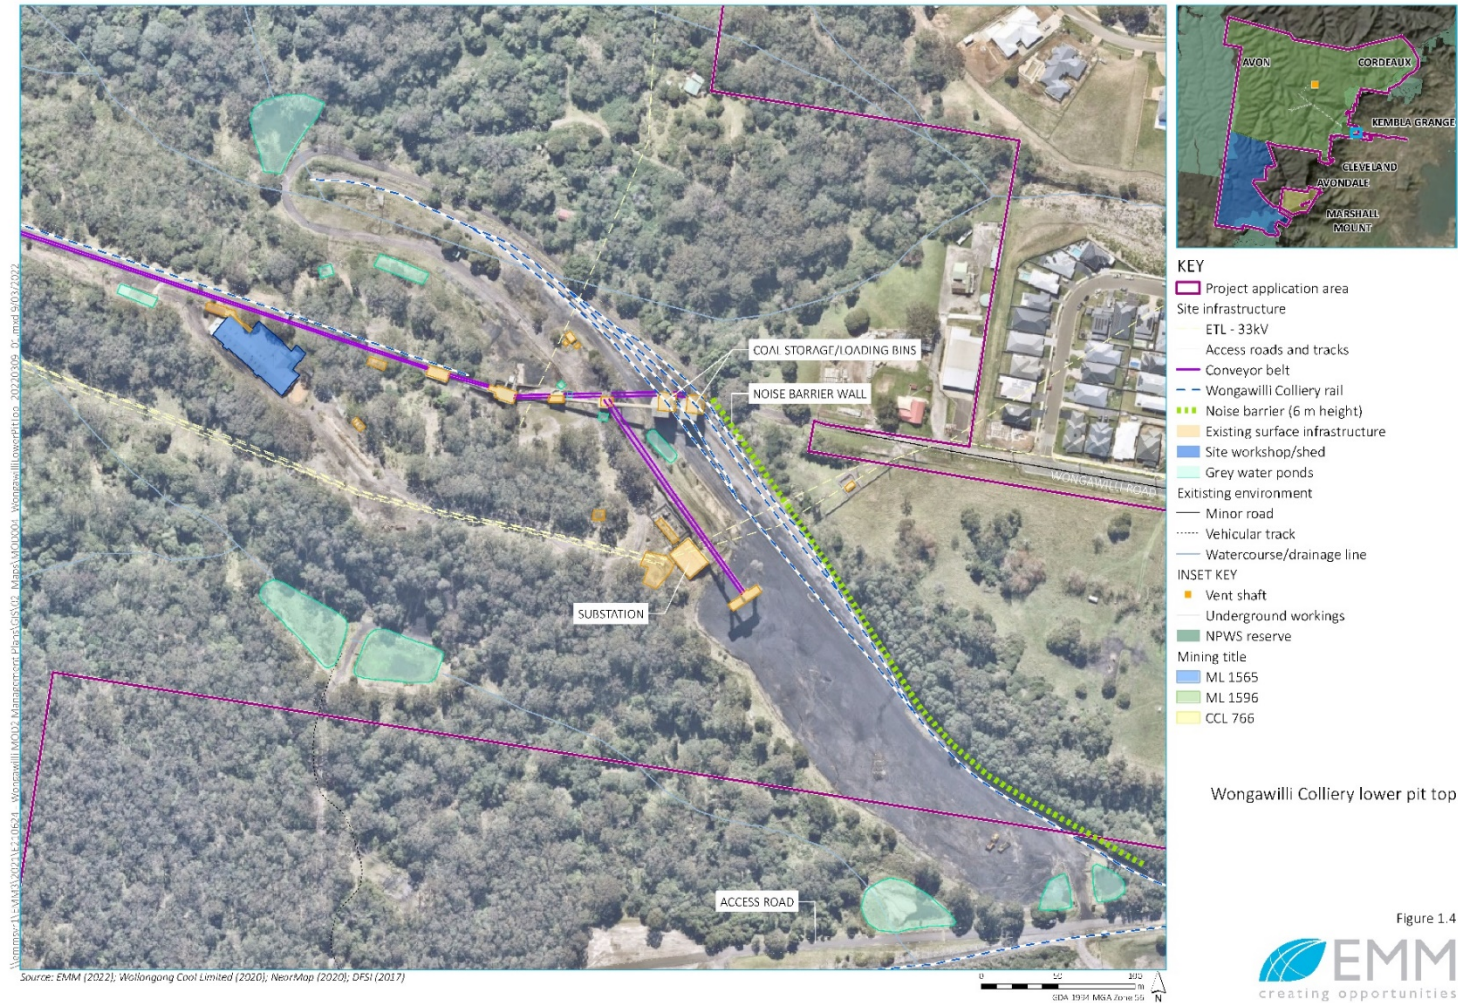 COAL STORAGE/LOADING BINS
NOISE BARRIER WALL
WONGAWILLI ROAD
SUBSTATION
ACCESS ROAD
AVON
CORDEAUX
KEMBLA GRANGE
CLEVELAND
AVONDALE
MARSHALL
MOUNT
KEY
Project application area
Site infrastructure
ETL - 33kV
Access roads and tracks
Conveyor belt
Wongawilli Colliery rail
Noise barrier (6 m height)
Existing surface infrastructure
Site workshop/shed
Grey water ponds
Exitisting environment
Minor road
Vehicular track
Watercourse/drainage line
INSET KEY
Vent shaft
Underground workings
NPWS reserve
Mining title
ML 1565
ML 1596
CCL 766
Wongawilli Colliery lower pit top
Figure 1.4
EMM
creating opportunities
Source: EMM (2022); Wollongong Coal Limited (2020); NearMap (2020); DFSI (2017)
0 50 100
m
GDA 1994 MGA Zone 56 N